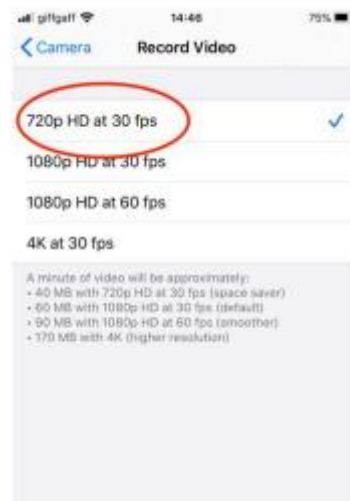 giffgaff 14:46 75%
Camera Record Video
720p HD at 30 fps
1080p HD at 30 fps
1080p HD at 60 fps
4K at 30 fps
A minute of video will be approximately:
• 40 MB with 720p HD at 30 fps (space saver)
• 60 MB with 1080p HD at 30 fps (default)
• 90 MB with 1080p HD at 60 fps (smoother)
• 170 MB with 4K (higher resolution)